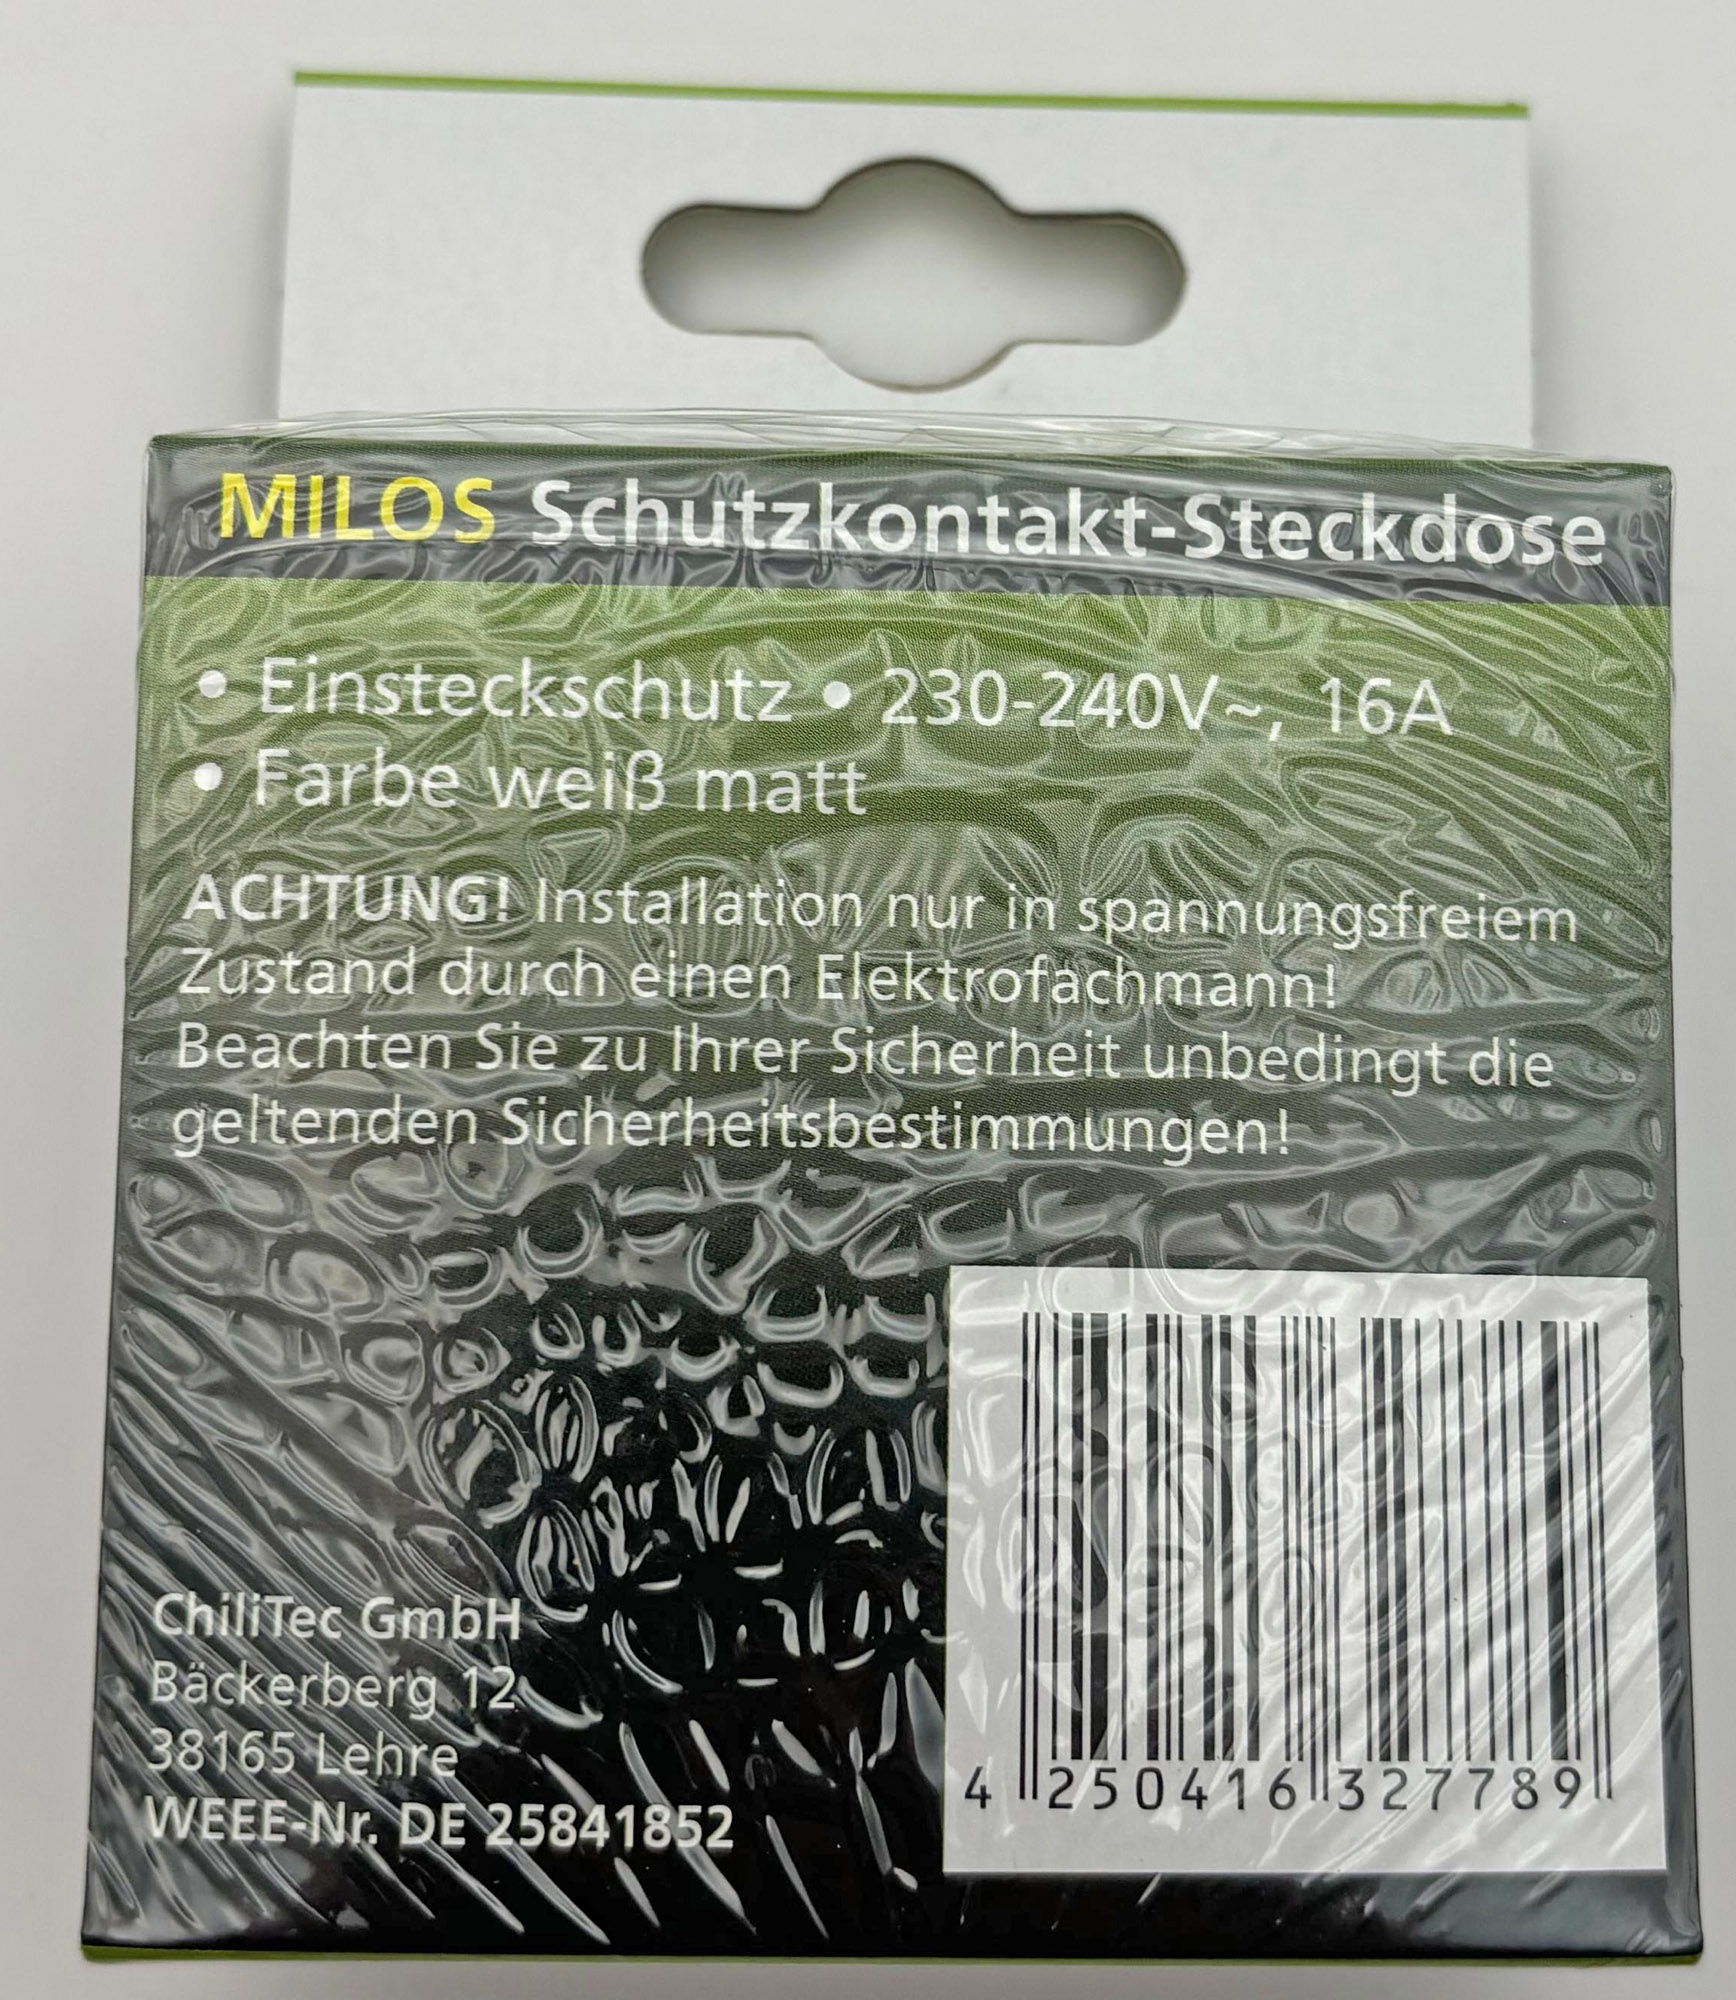 MILOS Schutzkontakt-Steckdose
• Einsteckschutz • 230-240V~, 16A
• Farbe weiß matt
ACHTUNG! Installation nur in spannungsfreiem
Zustand durch einen Elektrofachmann!
Beachten Sie zu Ihrer Sicherheit unbedingt die
geltenden Sicherheitsbestimmungen!
ChiliTec GmbH
Bäckerberg 12
38165 Lehre
WEEE-Nr. DE 25841852
4 250416 327789